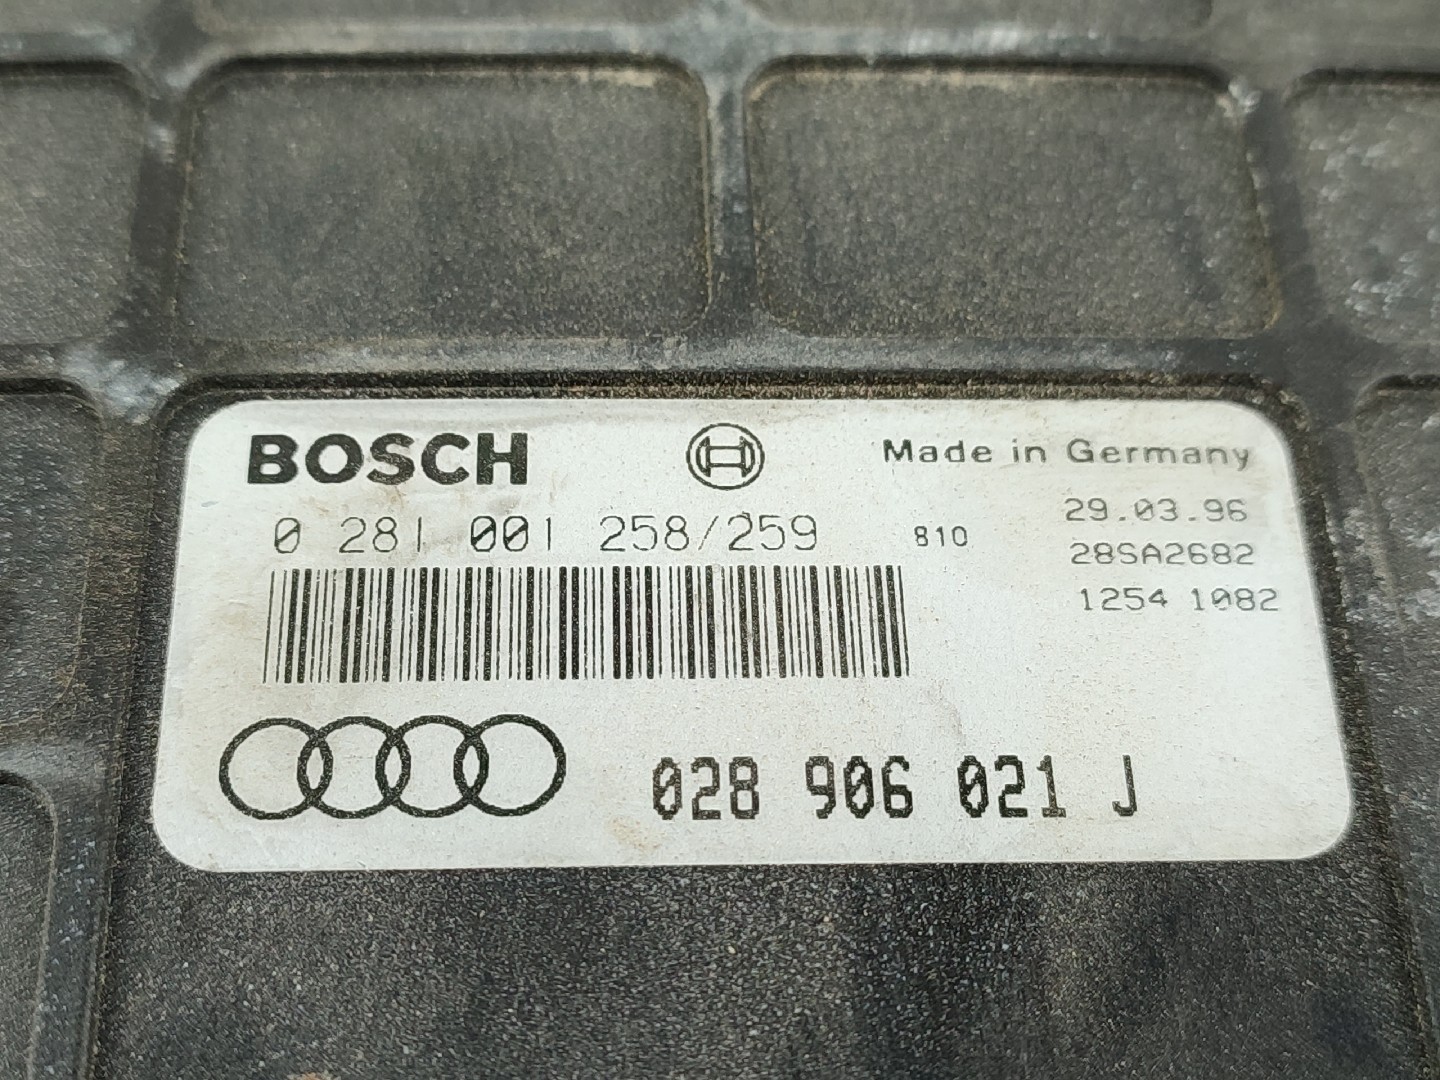 BOSCH
Made in Germany
0 281 001 258/259
810
29.03.96
28SA2682
1254 1082
028 906 021 J